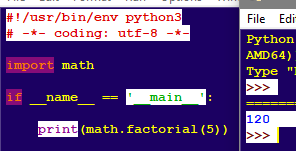 #!/usr/bin/env python3
# -*- coding: utf-8 -*-
import math
if __name__ == '__main__':
print(math.factorial(5))
File Edit
Python
AMD64)
Type "
>>>
========
120
>>>